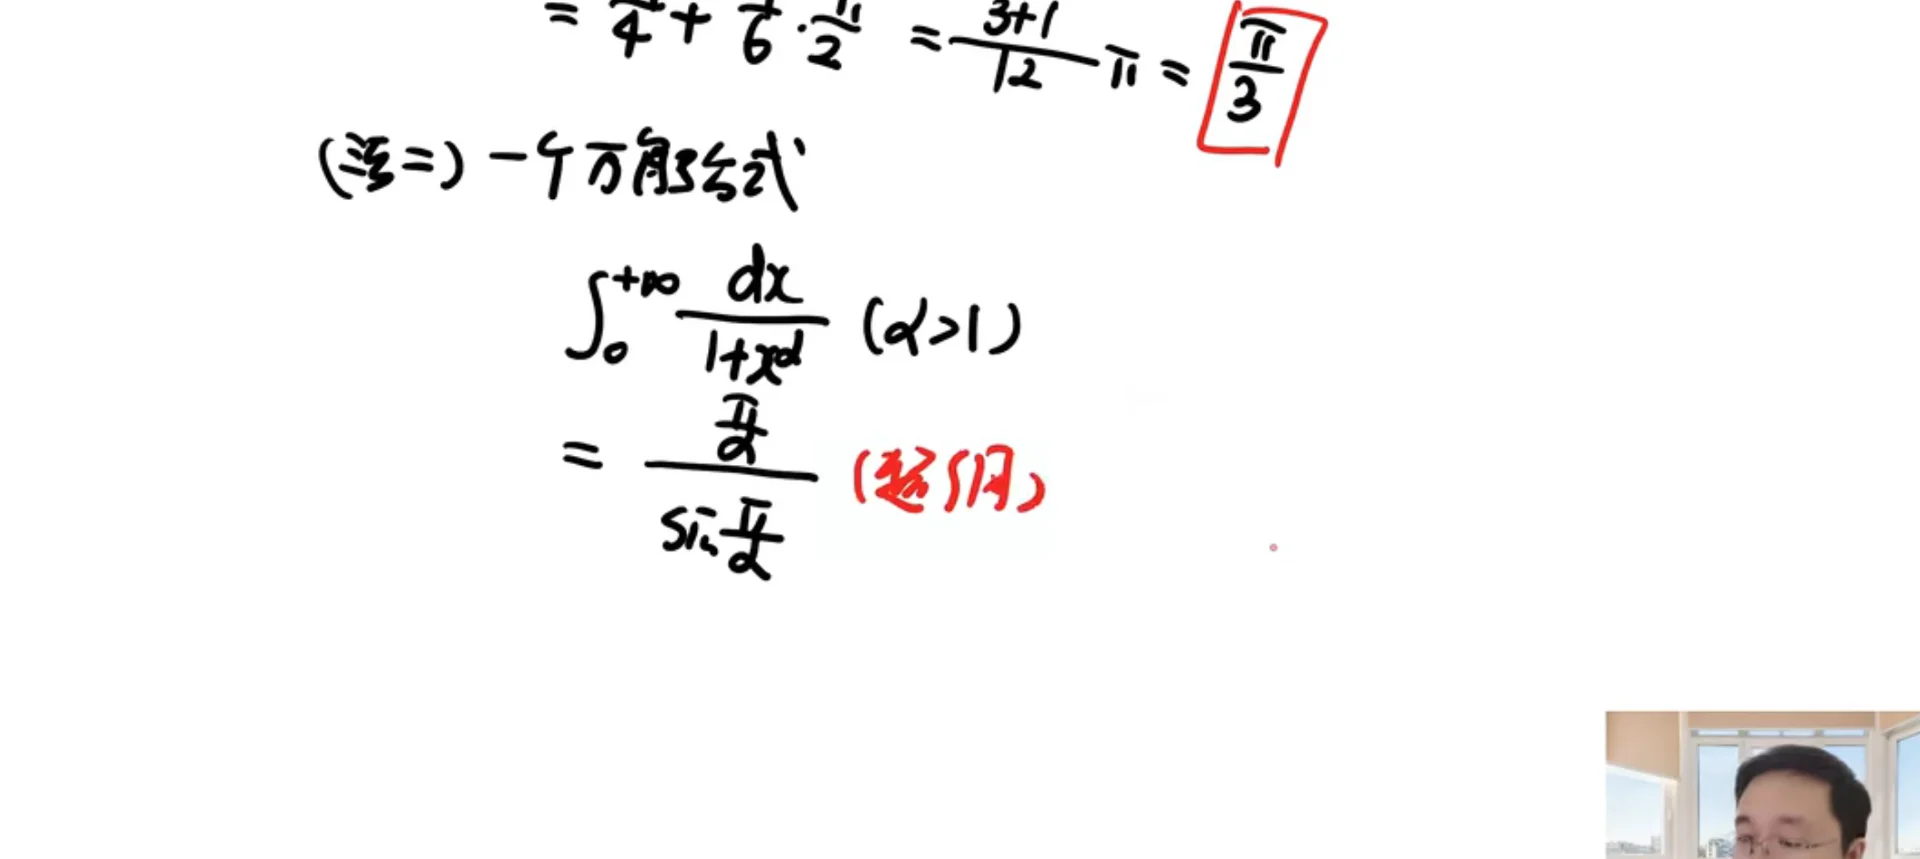 = π/4 + 1/6 · π/2 = (3+1)/12 π = π/3
(法二) 一个万能公式
∫₀^{+∞} dx/(1+x^α) (α>1)
= (π/α)/(sin π/α) (超纲)